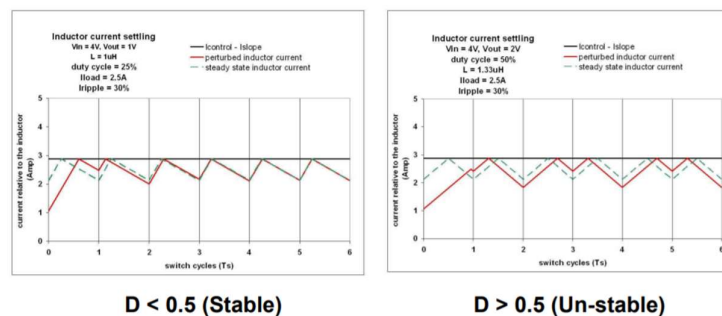 Inductor current settling
Vin = 4V, Vout = 1V
L = 1uH
duty cycle = 25%
Iload = 2.5A
Iripple = 30%
Icontrol - Islope
perturbed inductor current
steady state inductor current
current relative to the inductor
(Amp)
5
4
3
2
1
0
0 1 2 3 4 5 6
switch cycles (Ts)
D < 0.5 (Stable)
Inductor current settling
Vin = 4V, Vout = 2V
duty cycle = 50%
L = 1.33uH
Iload = 2.5A
Iripple = 30%
Icontrol - Islope
perturbed inductor current
steady state inductor current
current relative to the inductor
(Amp)
5
4
3
2
1
0
0 1 2 3 4 5 6
switch cycles (Ts)
D > 0.5 (Un-stable)